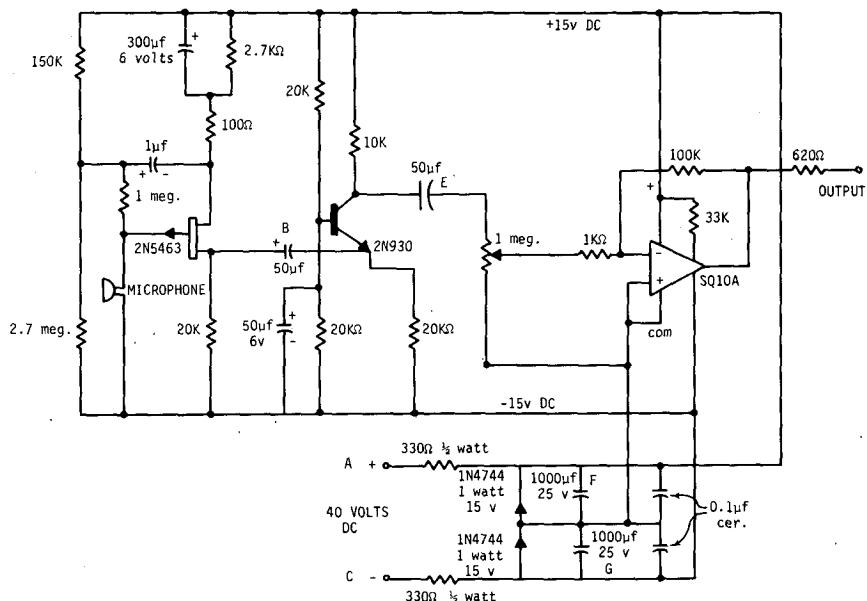 +15v DC
300µf
6 volts
+
2.7KΩ
150K
20K
100Ω
10K
1µf
+
-
50µf
E
100K
620Ω
OUTPUT
1 meg.
+
33K
2N5463
B
+
50µf
2N930
1 meg.
1KΩ
-
+
SQ10A
MICROPHONE
com
2.7 meg.
20K
50µf
6v
+
-
20KΩ
20KΩ
-15v DC
330Ω ½ watt
A +
1N4744
1 watt
15 v
1000µf
25 v
F
40 VOLTS
DC
0.1µf
cer.
1N4744
1 watt
15 v
1000µf
25 v
G
C -
330Ω ½ watt